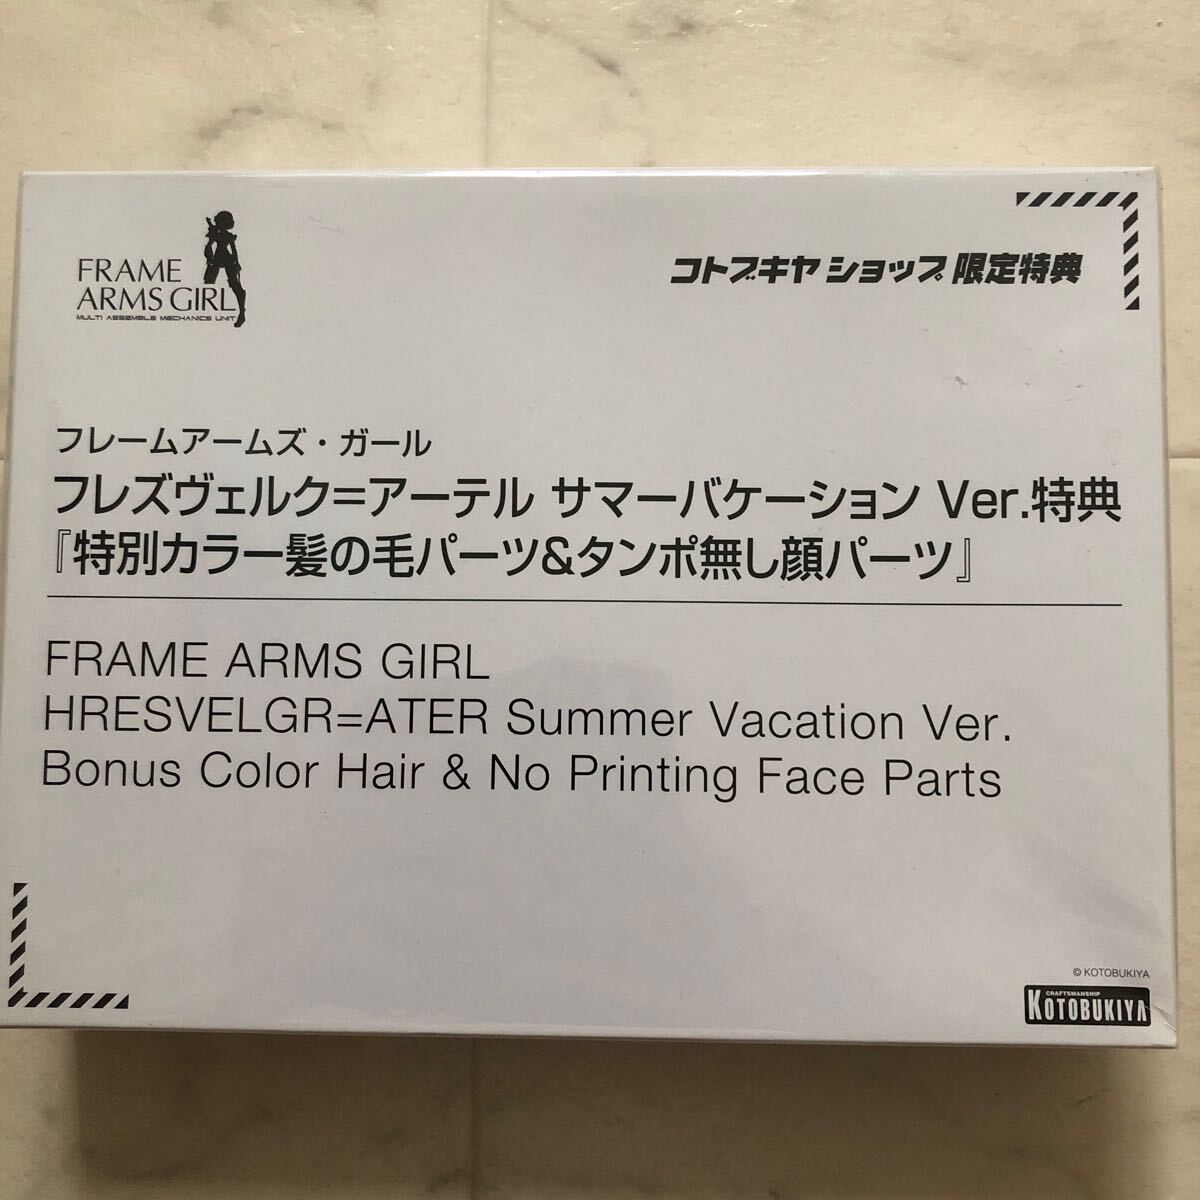 FRAME
ARMS GIRL
MULTI ASSEMBLE MECHANICS UNIT
コトブキヤ ショップ 限定特典
フレームアームズ・ガール
フレズヴェルク=アーテル サマーバケーション Ver.特典
『特別カラー髪の毛パーツ&タンポ無し顔パーツ』
FRAME ARMS GIRL
HRESVELGR=ATER Summer Vacation Ver.
Bonus Color Hair & No Printing Face Parts
© KOTOBUKIYA
CRAFTSMANSHIP
KOTOBUKIYA